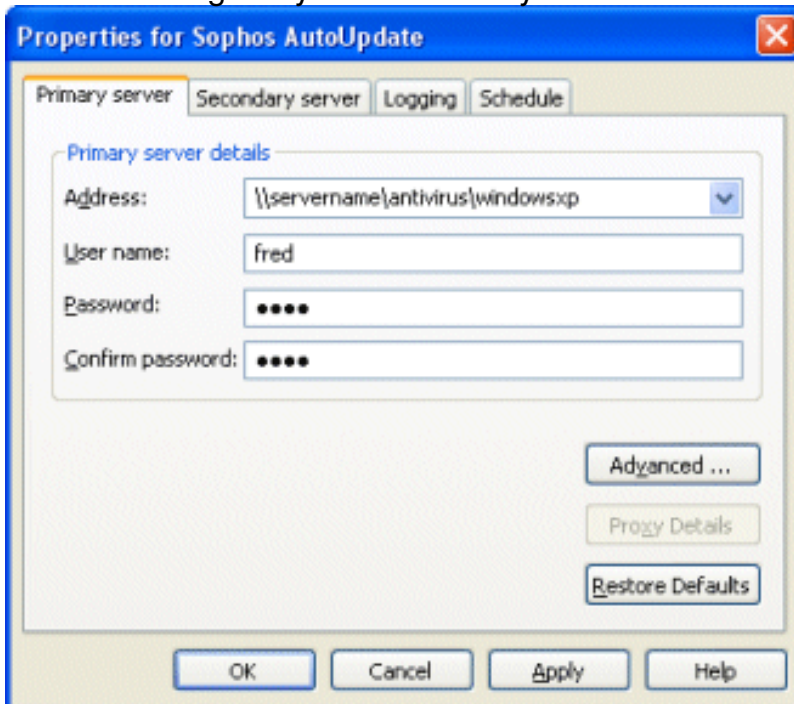 Properties for Sophos AutoUpdate
Primary server Secondary server Logging Schedule
Primary server details
Address: \\servername\antivirus\windowsxp
User name: fred
Password: ••••
Confirm password: ••••
Advanced ...
Proxy Details
Restore Defaults
OK Cancel Apply Help